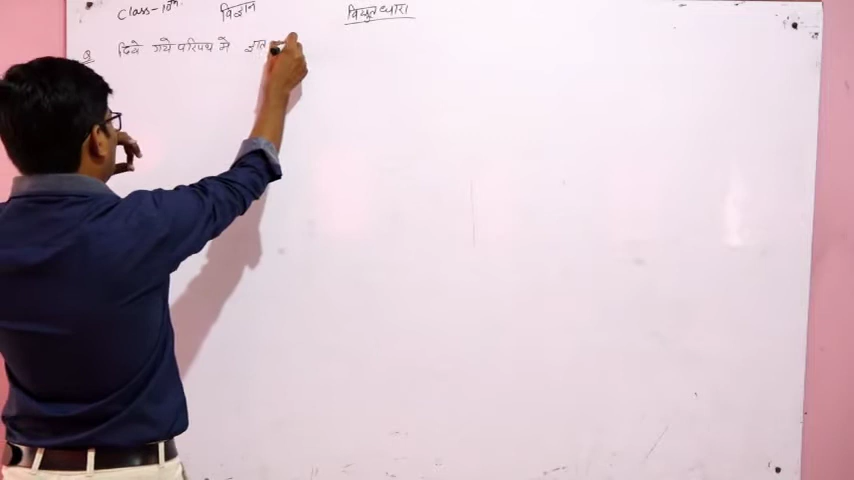 Class-10th विज्ञान विद्युत धारा
Q दिये गये परिपथ में ज्ञात